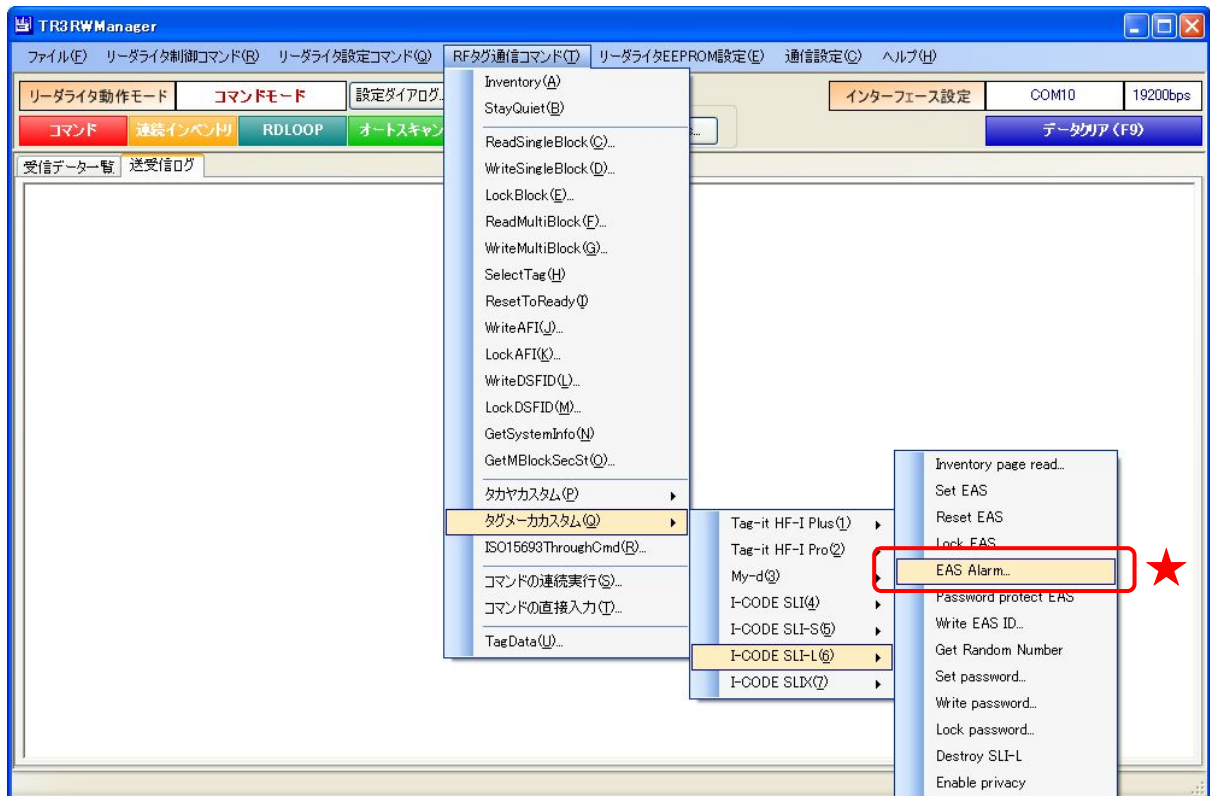 TR3RWManager
ファイル(F) リーダライタ制御コマンド(R) リーダライタ設定コマンド(Q) RFタグ通信コマンド(T) リーダライタEEPROM設定(E) 通信設定(C) ヘルプ(H)
リーダライタ動作モード コマンドモード 設定ダイアログ インターフェース設定 COM10 19200bps
コマンド 連続インベントリ RDLOOP オートスキャン データクリア(F9)
受信データ一覧 送受信ログ
Inventory(A)
StayQuiet(B)
ReadSingleBlock(C)...
WriteSingleBlock(D)...
LockBlock(E)...
ReadMultiBlock(F)...
WriteMultiBlock(G)...
SelectTag(H)
ResetToReady(I)
WriteAFI(J)...
LockAFI(K)...
WriteDSFID(L)...
LockDSFID(M)...
GetSystemInfo(N)
GetMBlockSecSt(O)...
タカヤカスタム(P)
タグメーカカスタム(Q)
ISO15693ThroughCmd(R)...
コマンドの連続実行(S)...
コマンドの直接入力(T)...
TagData(U)...
Tag-it HF-I Plus(1)
Tag-it HF-I Pro(2)
My-d(3)
I-CODE SLI(4)
I-CODE SLI-S(5)
I-CODE SLI-L(6)
I-CODE SLIX(7)
Inventory page read...
Set EAS
Reset EAS
Lock EAS
EAS Alarm...
Password protect EAS
Write EAS ID...
Get Random Number
Set password...
Write password...
Lock password...
Destroy SLI-L
Enable privacy